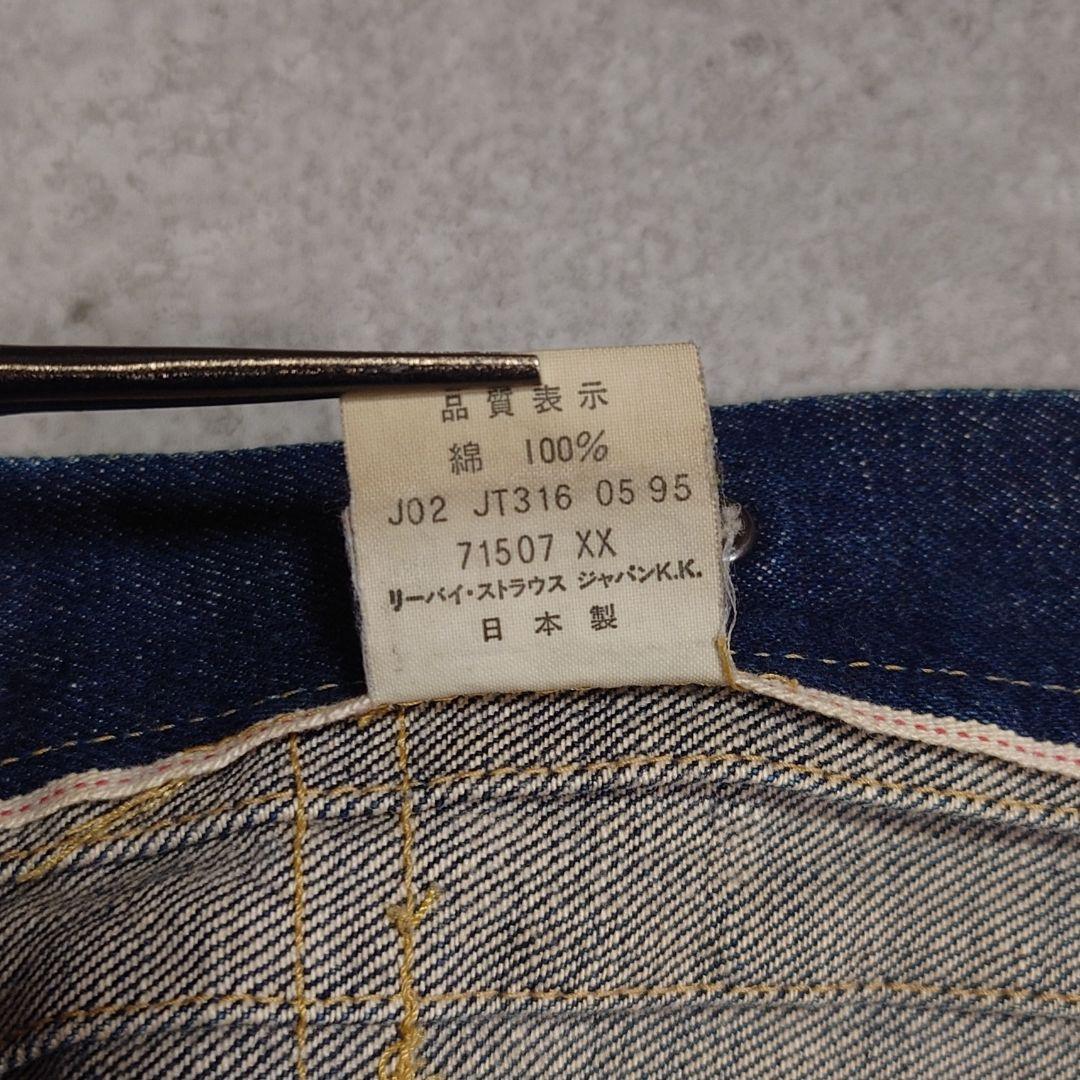 品質表示
綿 100%
J02 JT316 05 95
71507 XX
リーバイ・ストラウス ジャパンK.K.
日本製